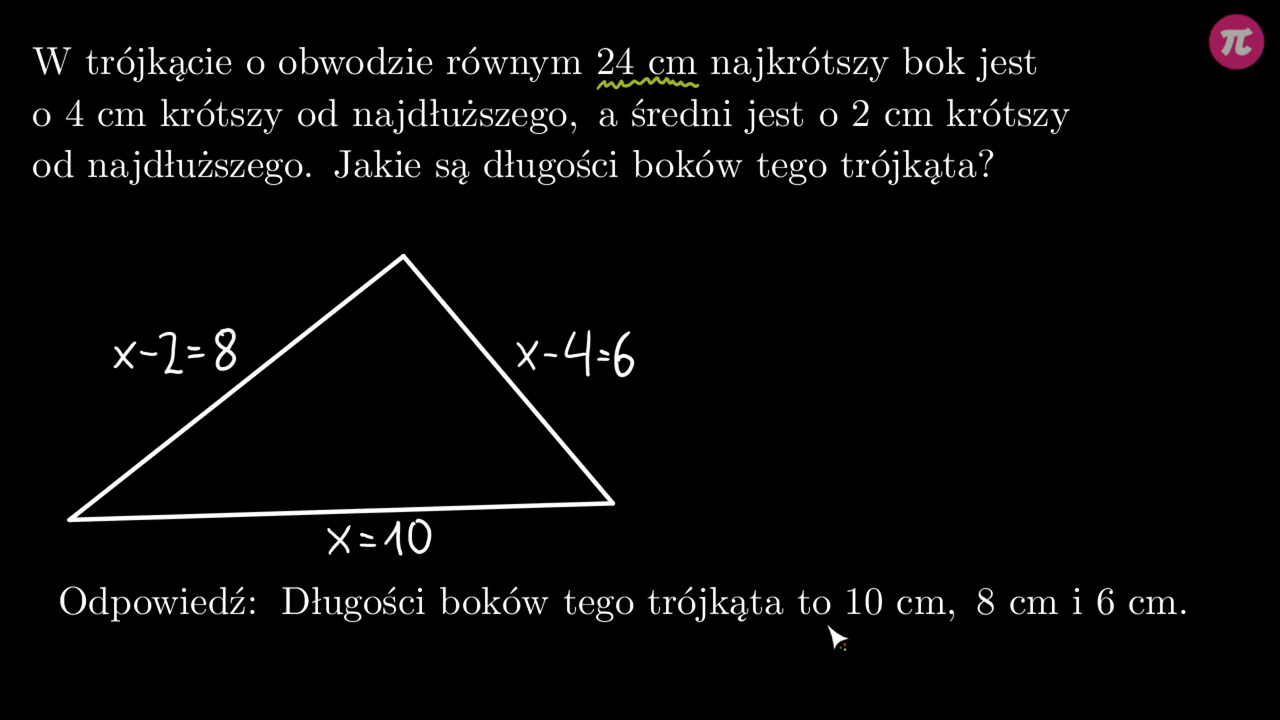 W trójkącie o obwodzie równym 24 cm najkrótszy bok jest
o 4 cm krótszy od najdłuższego, a średni jest o 2 cm krótszy
od najdłuższego. Jakie są długości boków tego trójkąta?
x-2=8
x-4=6
x=10
Odpowiedź: Długości boków tego trójkąta to 10 cm, 8 cm i 6 cm.
π